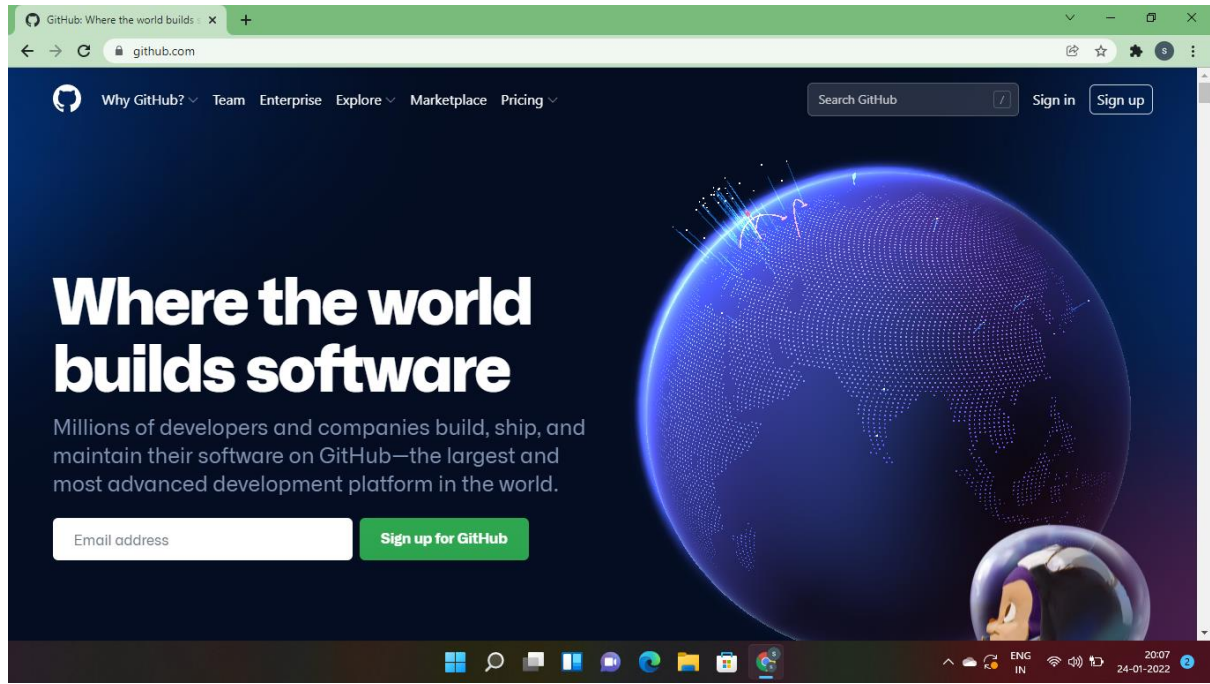 GitHub: Where the world builds s
github.com
S
Why GitHub? Team Enterprise Explore Marketplace Pricing
Search GitHub /
Sign in Sign up
Where the world
builds software
Millions of developers and companies build, ship, and
maintain their software on GitHub—the largest and
most advanced development platform in the world.
Email address
Sign up for GitHub
S
ENG
IN
20:07
24-01-2022
2